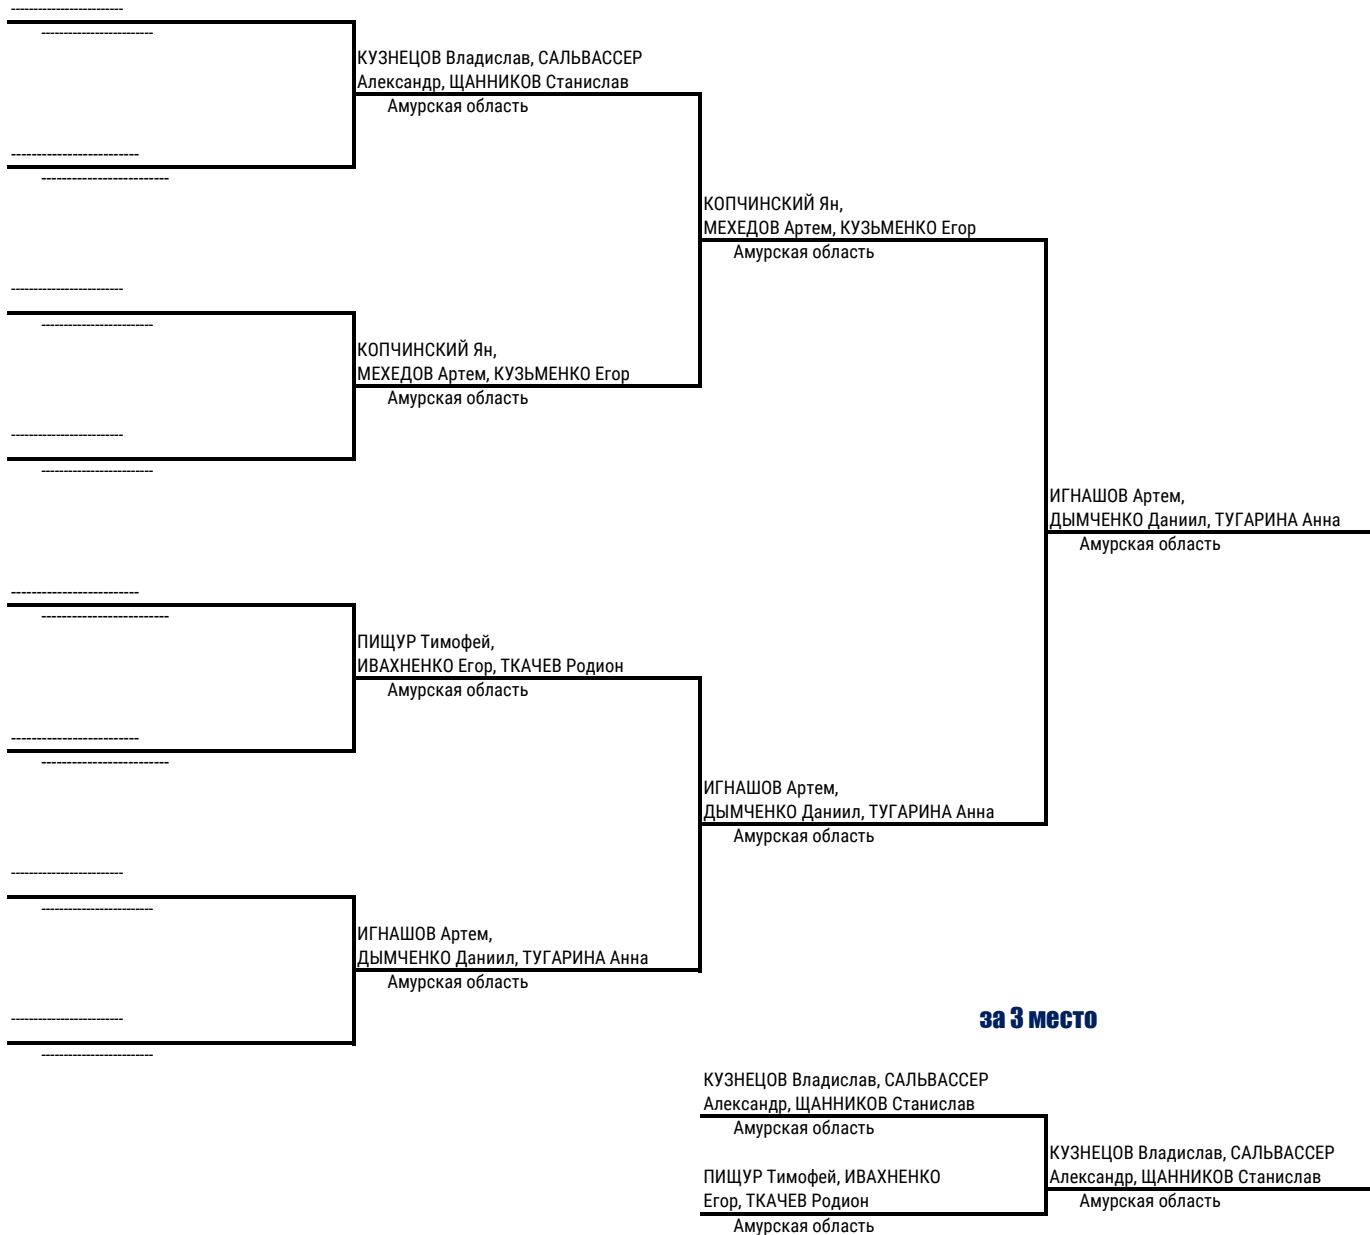 -------------------------
-------------------------
КУЗНЕЦОВ Владислав, САЛЬВАССЕР
Александр, ЩАННИКОВ Станислав
Амурская область
-------------------------
-------------------------
КОПЧИНСКИЙ Ян,
МЕХЕДОВ Артем, КУЗЬМЕНКО Егор
Амурская область
-------------------------
-------------------------
КОПЧИНСКИЙ Ян,
МЕХЕДОВ Артем, КУЗЬМЕНКО Егор
Амурская область
-------------------------
-------------------------
ИГНАШОВ Артем,
ДЫМЧЕНКО Даниил, ТУГАРИНА Анна
Амурская область
-------------------------
-------------------------
ПИЩУР Тимофей,
ИВАХНЕНКО Егор, ТКАЧЕВ Родион
Амурская область
-------------------------
-------------------------
ИГНАШОВ Артем,
ДЫМЧЕНКО Даниил, ТУГАРИНА Анна
Амурская область
-------------------------
-------------------------
ИГНАШОВ Артем,
ДЫМЧЕНКО Даниил, ТУГАРИНА Анна
Амурская область
-------------------------
-------------------------
за 3 место
КУЗНЕЦОВ Владислав, САЛЬВАССЕР
Александр, ЩАННИКОВ Станислав
Амурская область
КУЗНЕЦОВ Владислав, САЛЬВАССЕР
Александр, ЩАННИКОВ Станислав
Амурская область
ПИЩУР Тимофей, ИВАХНЕНКО
Егор, ТКАЧЕВ Родион
Амурская область